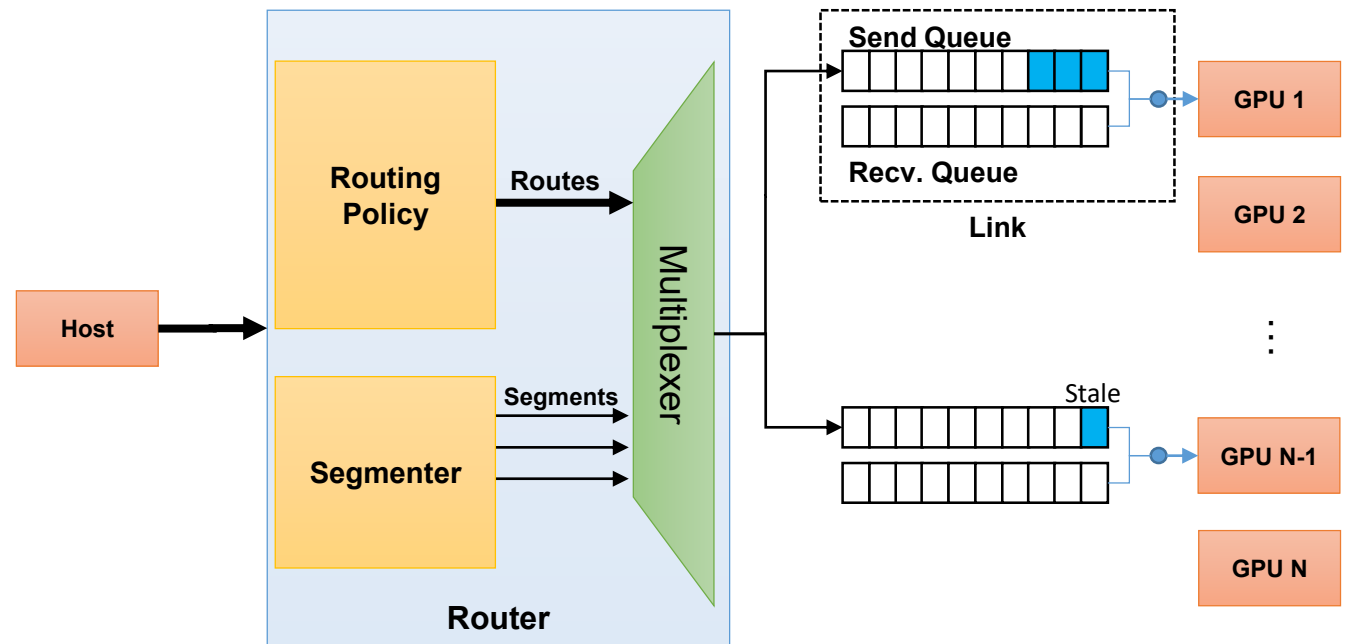 Host
Routing
Policy
Routes
Segmenter
Segments
Multiplexer
Router
Send Queue
Recv. Queue
Link
Stale
GPU 1
GPU 2
⋮
GPU N-1
GPU N